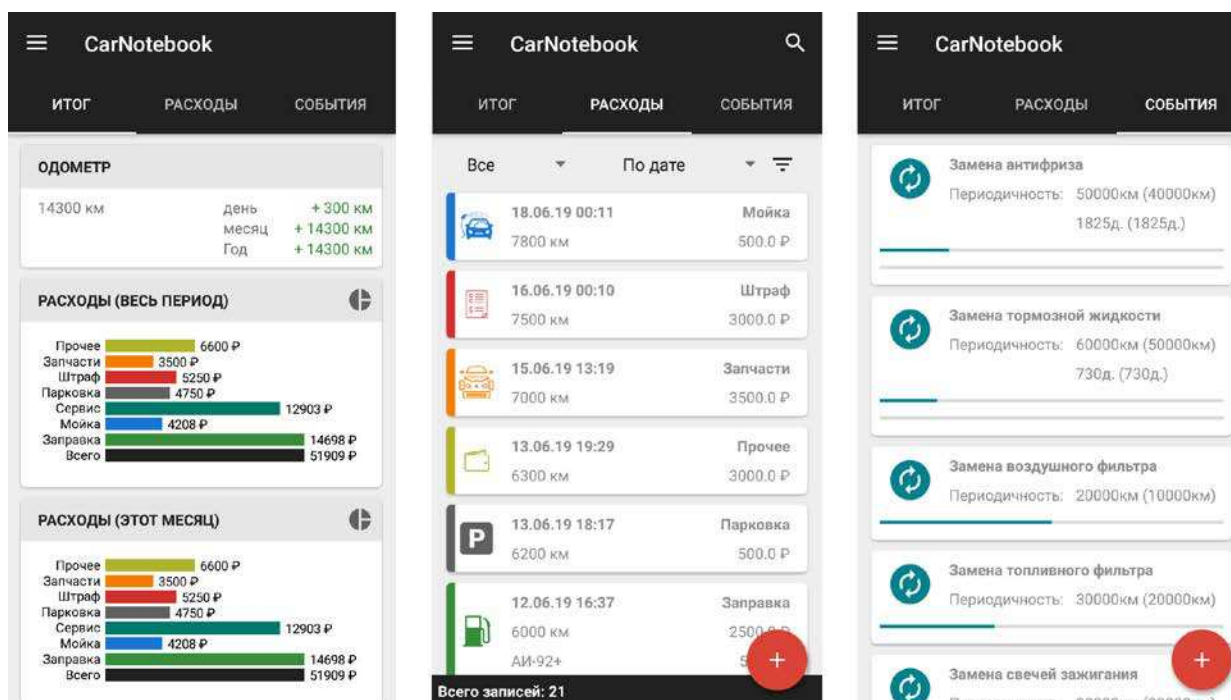 CarNotebook
ИТОГ РАСХОДЫ СОБЫТИЯ
ОДОМЕТР
14300 км день + 300 км
месяц + 14300 км
Год + 14300 км
РАСХОДЫ (ВЕСЬ ПЕРИОД)
Прочее 6600 ₽
Запчасти 3500 ₽
Штраф 5250 ₽
Парковка 4750 ₽
Сервис 12903 ₽
Мойка 4208 ₽
Заправка 14698 ₽
Всего 51909 ₽
РАСХОДЫ (ЭТОТ МЕСЯЦ)
Прочее 6600 ₽
Запчасти 3500 ₽
Штраф 5250 ₽
Парковка 4750 ₽
Сервис 12903 ₽
Мойка 4208 ₽
Заправка 14698 ₽
Всего 51909 ₽
CarNotebook
ИТОГ РАСХОДЫ СОБЫТИЯ
Все По дате
18.06.19 00:11 Мойка
7800 км 500.0 ₽
16.06.19 00:10 Штраф
7500 км 3000.0 ₽
15.06.19 13:19 Запчасти
7000 км 3500.0 ₽
13.06.19 19:29 Прочее
6300 км 3000.0 ₽
P
13.06.19 18:17 Парковка
6200 км 500.0 ₽
12.06.19 16:37 Заправка
6000 км
АИ-92+
Всего записей: 21
CarNotebook
ИТОГ РАСХОДЫ СОБЫТИЯ
Замена антифриза
Периодичность: 50000км (40000км)
1825д. (1825д.)
Замена тормозной жидкости
Периодичность: 60000км (50000км)
730д. (730д.)
Замена воздушного фильтра
Периодичность: 20000км (10000км)
Замена топливного фильтра
Периодичность: 30000км (20000км)
Замена свечей зажигания